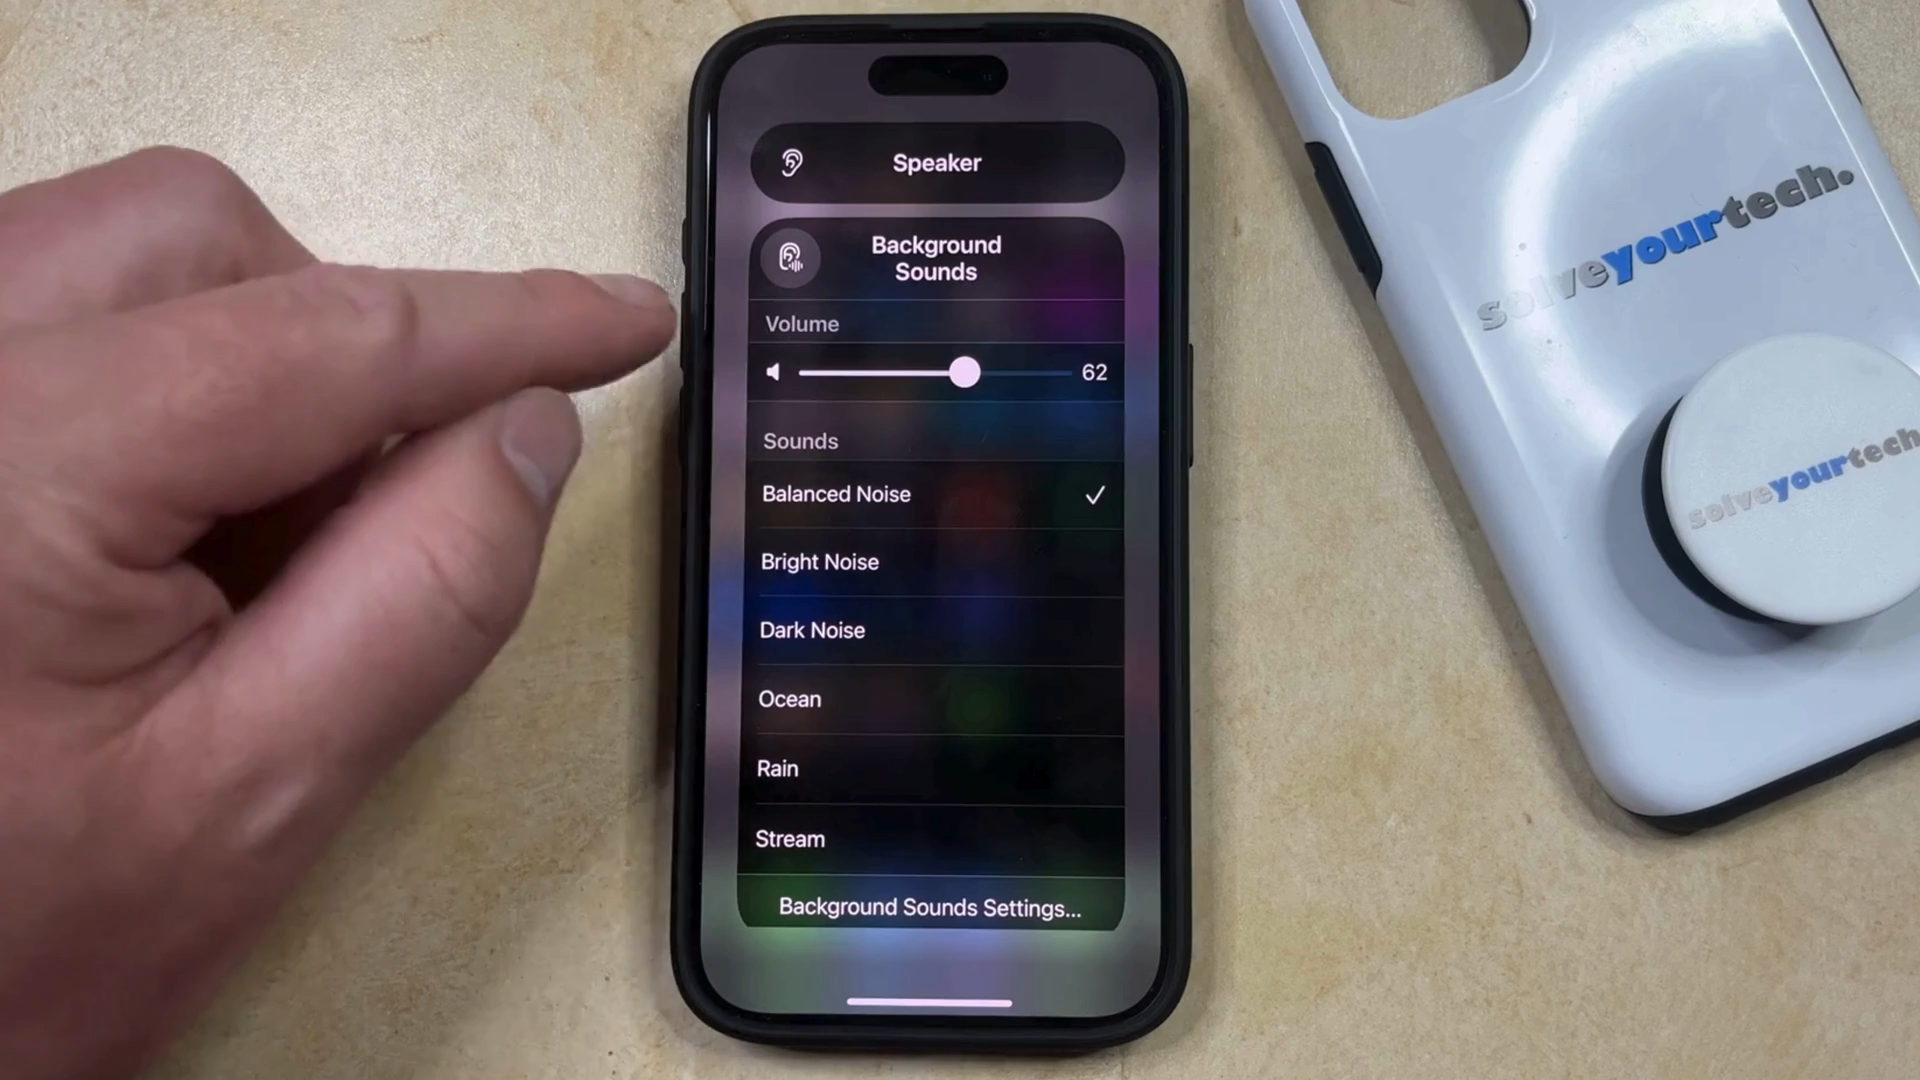 Speaker
Background
Sounds
Volume
62
Sounds
Balanced Noise
Bright Noise
Dark Noise
Ocean
Rain
Stream
Background Sounds Settings...
solveyourtech.
solveyourtech